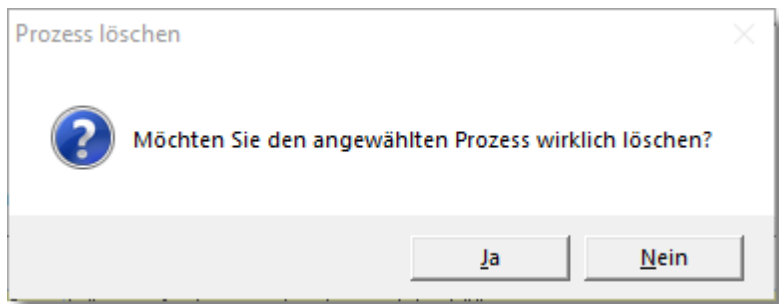 Prozess löschen
Möchten Sie den angewählten Prozess wirklich löschen?
Ja
Nein